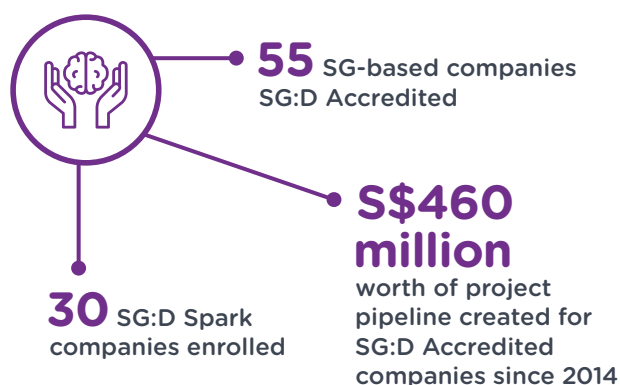 55 SG-based companies
SG:D Accredited
S$460
million
worth of project
pipeline created for
SG:D Accredited
companies since 2014
30 SG:D Spark
companies enrolled